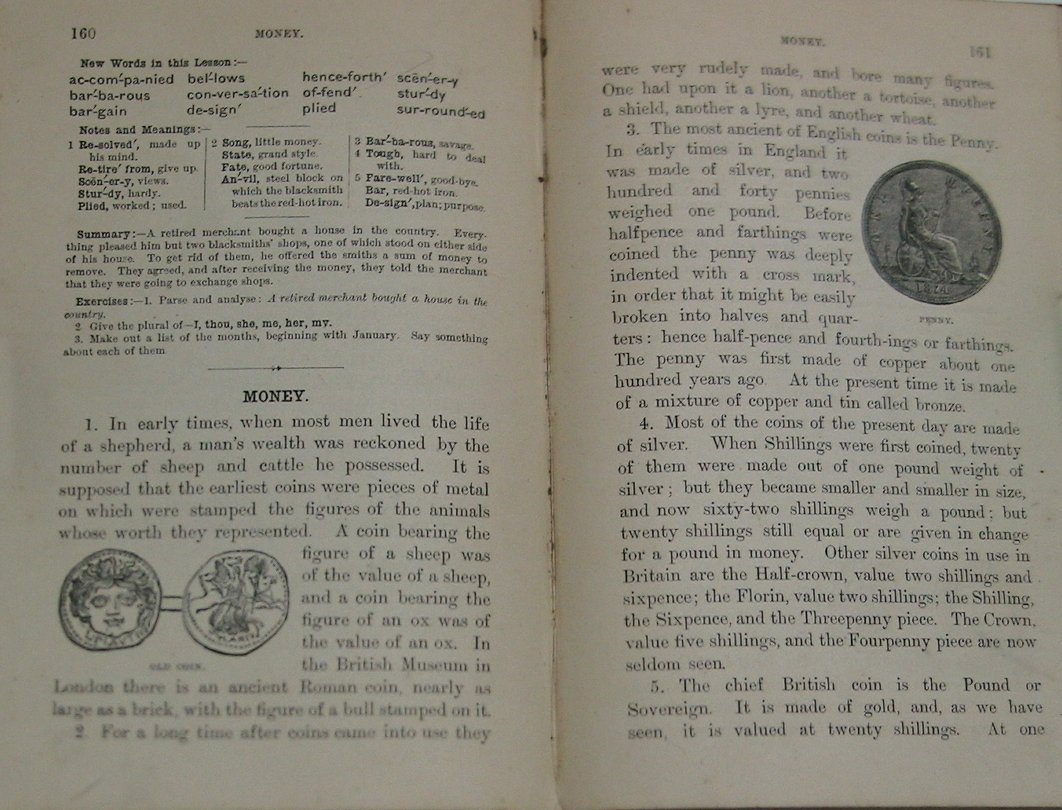 160 MONEY.
New Words in this Lesson:—
ac-com´-pa-nied bel´-lows hence-forth´ scēn´-er-y
bar´-ba-rous con-ver-sa´-tion of-fend´ stur´-dy
bar´-gain de-sign´ plied sur-round´-ed
Notes and Meanings:—
1 Re-solved´, made up
his mind.
Re-tire´ from, give up.
Scēn´-er-y, views.
Stur´-dy, hardy.
Plied, worked; used.
2 Song, little money.
State, grand style.
Fate, good fortune.
An´-vil, steel block on
which the blacksmith
beats the red-hot iron.
3 Bar´-ba-rous, savage.
4 Tough, hard to deal
with.
5 Fare-well´, good-bye.
Bar, red-hot iron.
De-sign´, plan; purpose.
Summary:—A retired merchant bought a house in the country. Every-
thing pleased him but two blacksmiths' shops, one of which stood on either side
of his house. To get rid of them, he offered the smiths a sum of money to
remove. They agreed, and after receiving the money, they told the merchant
that they were going to exchange shops.
Exercises:—1. Parse and analyse: A retired merchant bought a house in the
country.
2. Give the plural of—I, thou, she, me, her, my.
3. Make out a list of the months, beginning with January. Say something
about each of them
MONEY.
1. In early times, when most men lived the life
of a shepherd, a man's wealth was reckoned by the
number of sheep and cattle he possessed. It is
supposed that the earliest coins were pieces of metal
on which were stamped the figures of the animals
whose worth they represented. A coin bearing the
figure of a sheep was
of the value of a sheep,
and a coin bearing the
figure of an ox was of
the value of an ox. In
the British Museum in
OLD COIN.
London there is an ancient Roman coin, nearly as
large as a brick, with the figure of a bull stamped on it.
2. For a long time after coins came into use they
MONEY. 161
were very rudely made, and bore many figures.
One had upon it a lion, another a tortoise, another
a shield, another a lyre, and another wheat.
3. The most ancient of English coins is the Penny.
In early times in England it
was made of silver, and two
hundred and forty pennies
weighed one pound. Before
halfpence and farthings were
coined the penny was deeply
indented with a cross mark,
in order that it might be easily
broken into halves and quar-
PENNY.
ters: hence half-pence and fourth-ings or farthings.
The penny was first made of copper about one
hundred years ago. At the present time it is made
of a mixture of copper and tin called bronze.
4. Most of the coins of the present day are made
of silver. When Shillings were first coined, twenty
of them were made out of one pound weight of
silver; but they became smaller and smaller in size,
and now sixty-two shillings weigh a pound; but
twenty shillings still equal or are given in change
for a pound in money. Other silver coins in use in
Britain are the Half-crown, value two shillings and
sixpence; the Florin, value two shillings; the Shilling,
the Sixpence, and the Threepenny piece. The Crown,
value five shillings, and the Fourpenny piece are now
seldom seen.
5. The chief British coin is the Pound or
Sovereign. It is made of gold, and, as we have
seen, it is valued at twenty shillings. At one